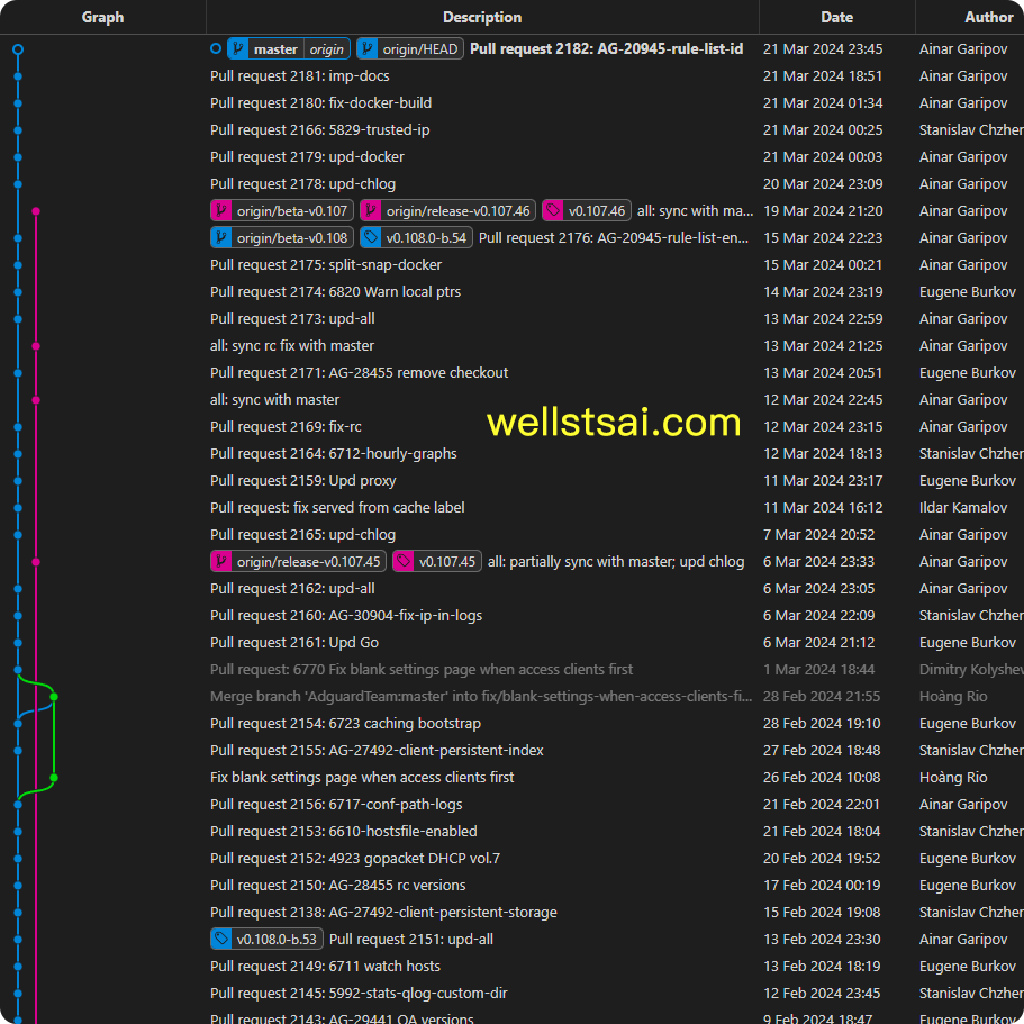 Graph Description Date Author
master origin origin/HEAD Pull request 2182: AG-20945-rule-list-id 21 Mar 2024 23:45 Ainar Garipov
Pull request 2181: imp-docs 21 Mar 2024 18:51 Ainar Garipov
Pull request 2180: fix-docker-build 21 Mar 2024 01:34 Ainar Garipov
Pull request 2166: 5829-trusted-ip 21 Mar 2024 00:25 Stanislav Chzhen
Pull request 2179: upd-docker 21 Mar 2024 00:03 Ainar Garipov
Pull request 2178: upd-chlog 20 Mar 2024 23:09 Ainar Garipov
origin/beta-v0.107 origin/release-v0.107.46 v0.107.46 all: sync with ma... 19 Mar 2024 21:20 Ainar Garipov
origin/beta-v0.108 v0.108.0-b.54 Pull request 2176: AG-20945-rule-list-en... 15 Mar 2024 22:23 Ainar Garipov
Pull request 2175: split-snap-docker 15 Mar 2024 00:21 Ainar Garipov
Pull request 2174: 6820 Warn local ptrs 14 Mar 2024 23:19 Eugene Burkov
Pull request 2173: upd-all 13 Mar 2024 22:59 Ainar Garipov
all: sync rc fix with master 13 Mar 2024 21:25 Ainar Garipov
Pull request 2171: AG-28455 remove checkout 13 Mar 2024 20:51 Eugene Burkov
all: sync with master 12 Mar 2024 22:45 Ainar Garipov
wellstsai.com
Pull request 2169: fix-rc 12 Mar 2024 23:15 Ainar Garipov
Pull request 2164: 6712-hourly-graphs 12 Mar 2024 18:13 Stanislav Chzhen
Pull request 2159: Upd proxy 11 Mar 2024 23:17 Eugene Burkov
Pull request: fix served from cache label 11 Mar 2024 16:12 Ildar Kamalov
Pull request 2165: upd-chlog 7 Mar 2024 20:52 Ainar Garipov
origin/release-v0.107.45 v0.107.45 all: partially sync with master; upd chlog 6 Mar 2024 23:33 Ainar Garipov
Pull request 2162: upd-all 6 Mar 2024 23:05 Ainar Garipov
Pull request 2160: AG-30904-fix-ip-in-logs 6 Mar 2024 22:09 Stanislav Chzhen
Pull request 2161: Upd Go 6 Mar 2024 21:12 Eugene Burkov
Pull request: 6770 Fix blank settings page when access clients first 1 Mar 2024 18:44 Dimitry Kolyshev
Merge branch 'AdguardTeam:master' into fix/blank-settings-when-access-clients-fi... 28 Feb 2024 21:55 Hoàng Rio
Pull request 2154: 6723 caching bootstrap 28 Feb 2024 19:10 Eugene Burkov
Pull request 2155: AG-27492-client-persistent-index 27 Feb 2024 18:48 Stanislav Chzhen
Fix blank settings page when access clients first 26 Feb 2024 10:08 Hoàng Rio
Pull request 2156: 6717-conf-path-logs 21 Feb 2024 22:01 Ainar Garipov
Pull request 2153: 6610-hostsfile-enabled 21 Feb 2024 18:04 Stanislav Chzhen
Pull request 2152: 4923 gopacket DHCP vol.7 20 Feb 2024 19:52 Eugene Burkov
Pull request 2150: AG-28455 rc versions 17 Feb 2024 00:19 Eugene Burkov
Pull request 2138: AG-27492-client-persistent-storage 15 Feb 2024 19:08 Stanislav Chzhen
v0.108.0-b.53 Pull request 2151: upd-all 13 Feb 2024 23:30 Ainar Garipov
Pull request 2149: 6711 watch hosts 13 Feb 2024 18:19 Eugene Burkov
Pull request 2145: 5992-stats-qlog-custom-dir 12 Feb 2024 23:45 Stanislav Chzhen
Pull request 2143: AG-29441 QA versions 9 Feb 2024 18:47 Eugene Burkov